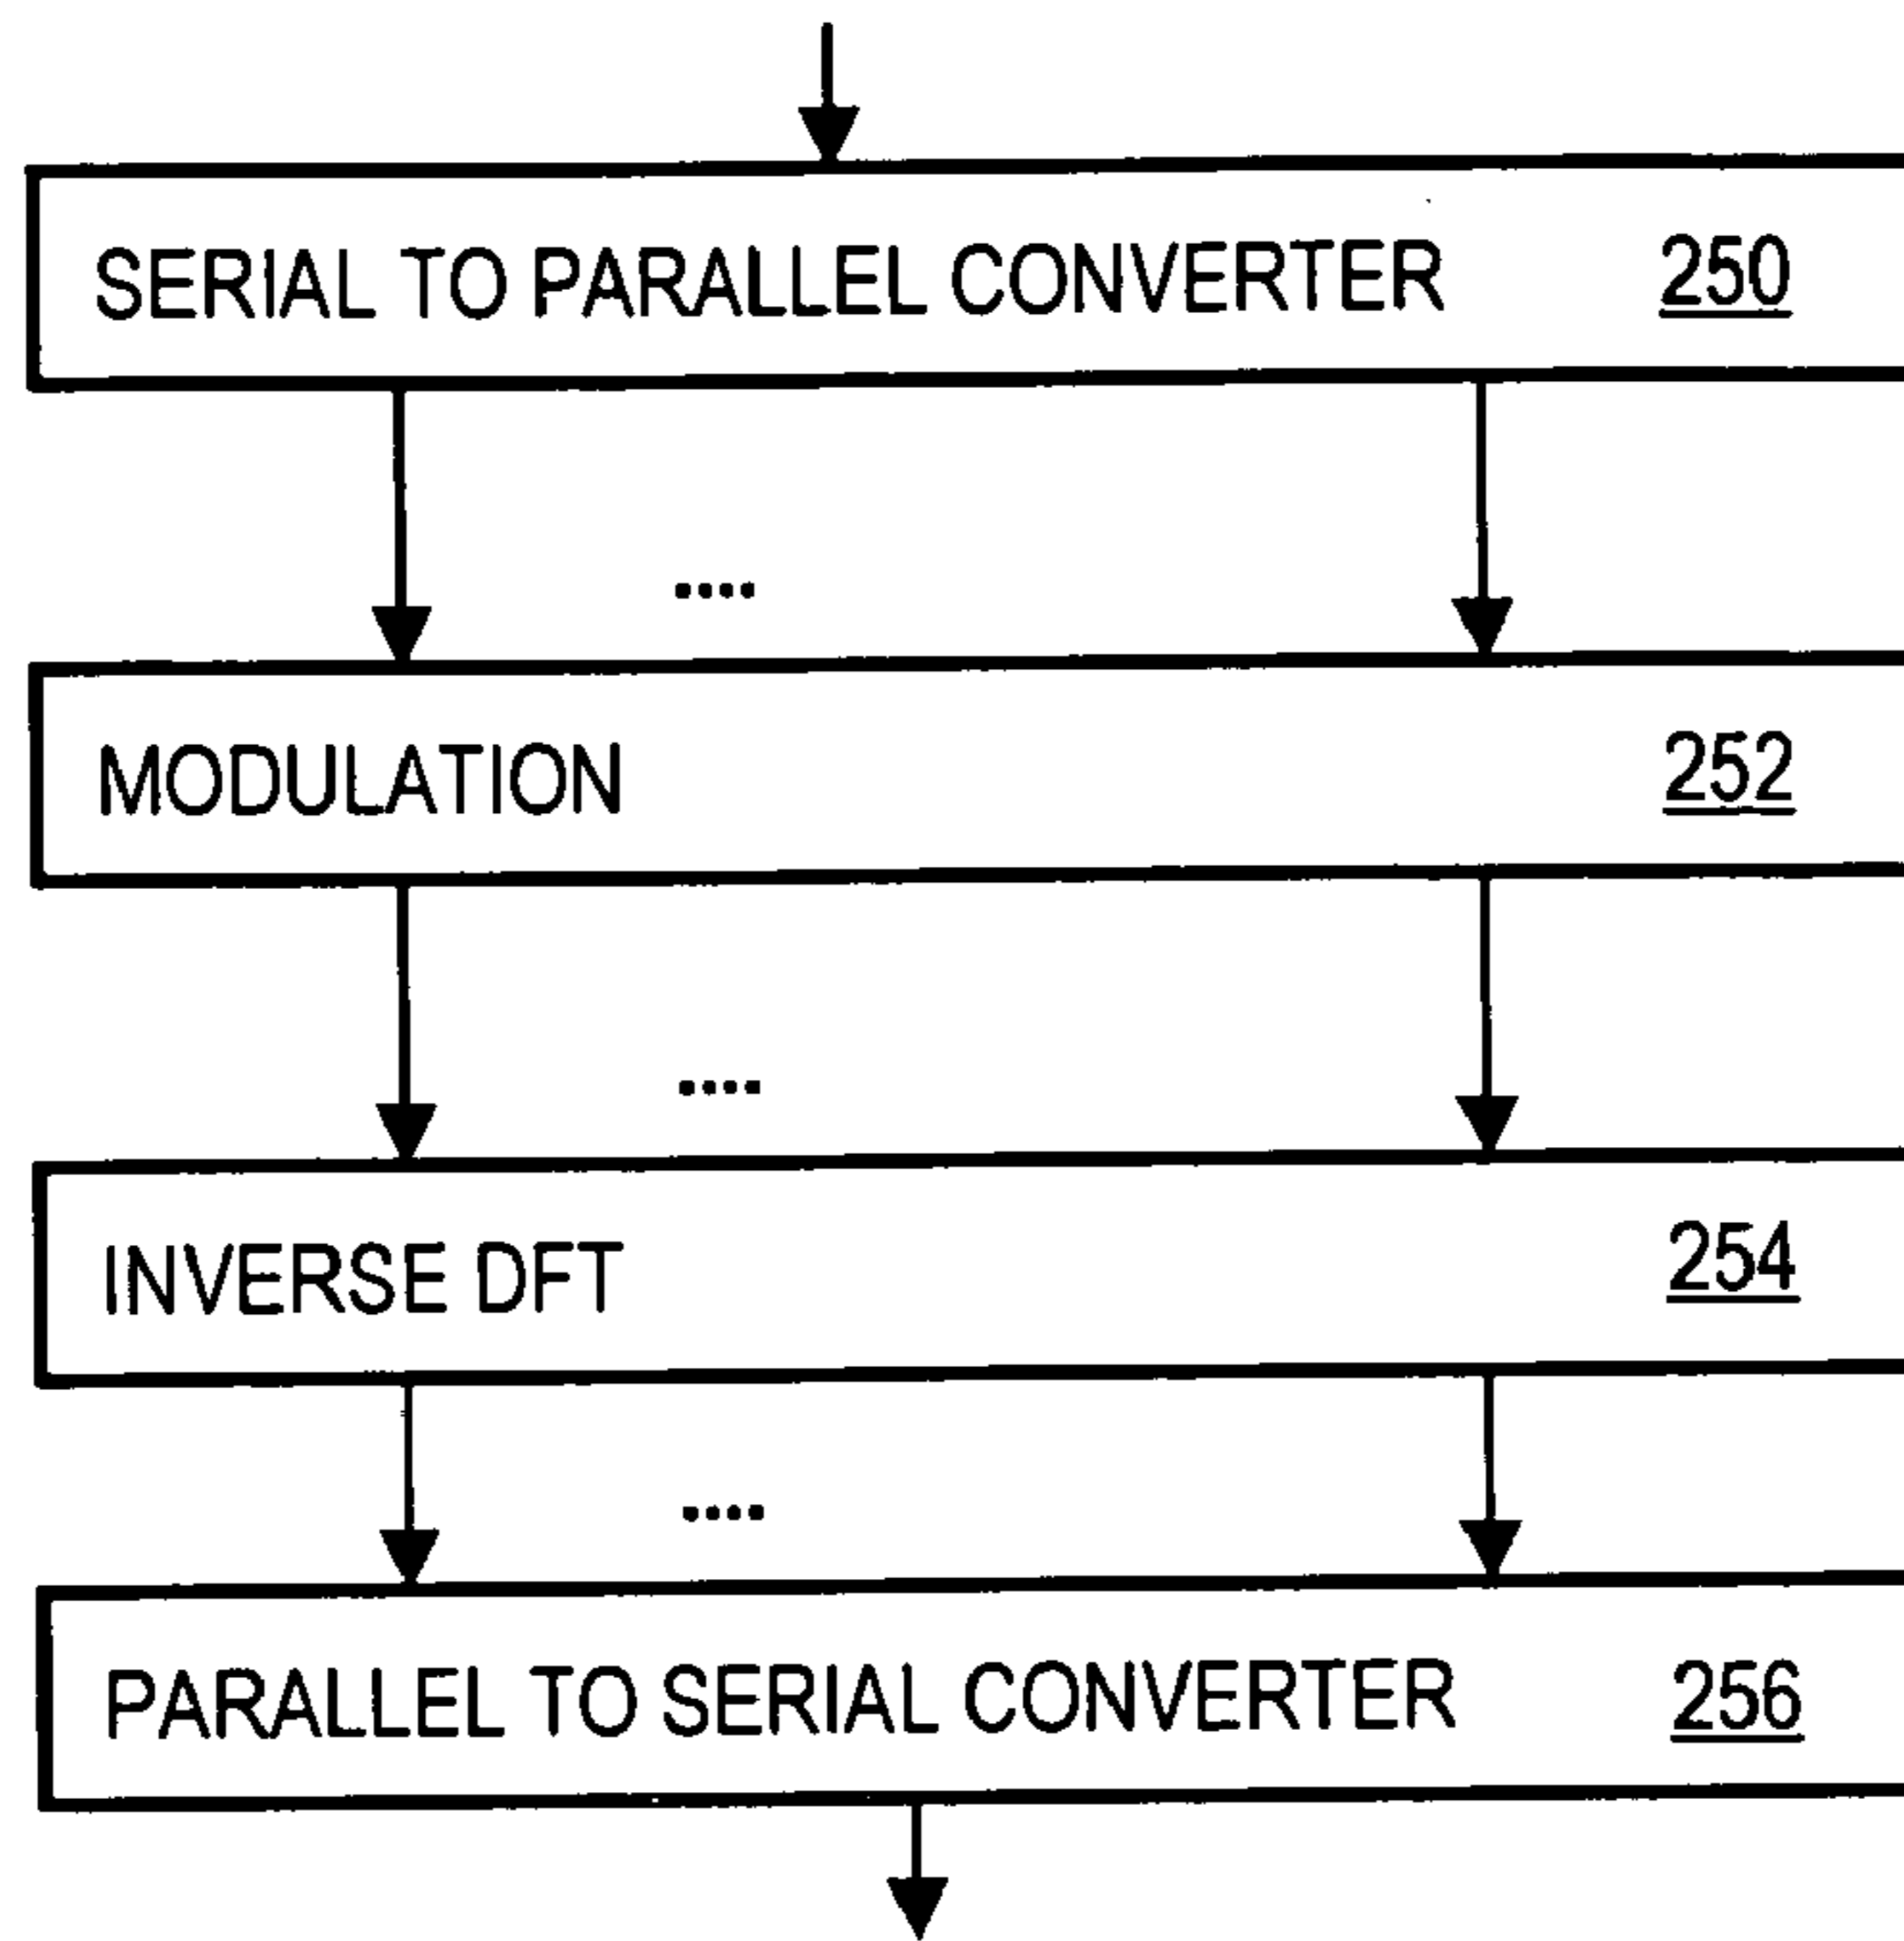 SERIAL TO PARALLEL CONVERTER 250
....
MODULATION 252
....
INVERSE DFT 254
....
PARALLEL TO SERIAL CONVERTER 256